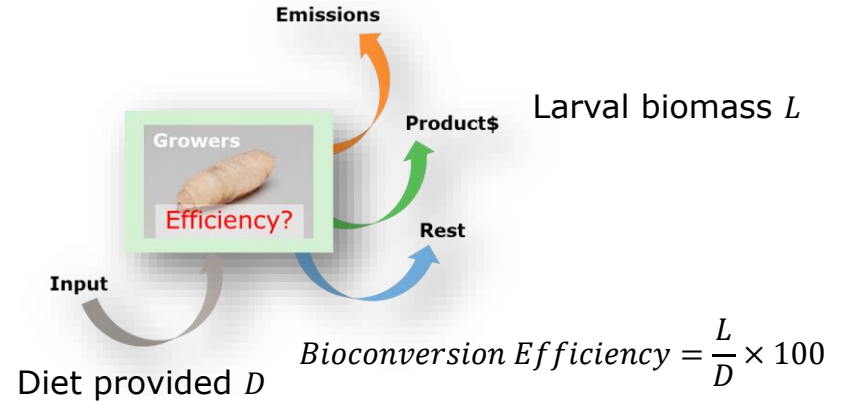 Emissions
Larval biomass L
Product$
Growers
Efficiency?
Rest
Input
Bioconversion Efficiency = L/D × 100
Diet provided D